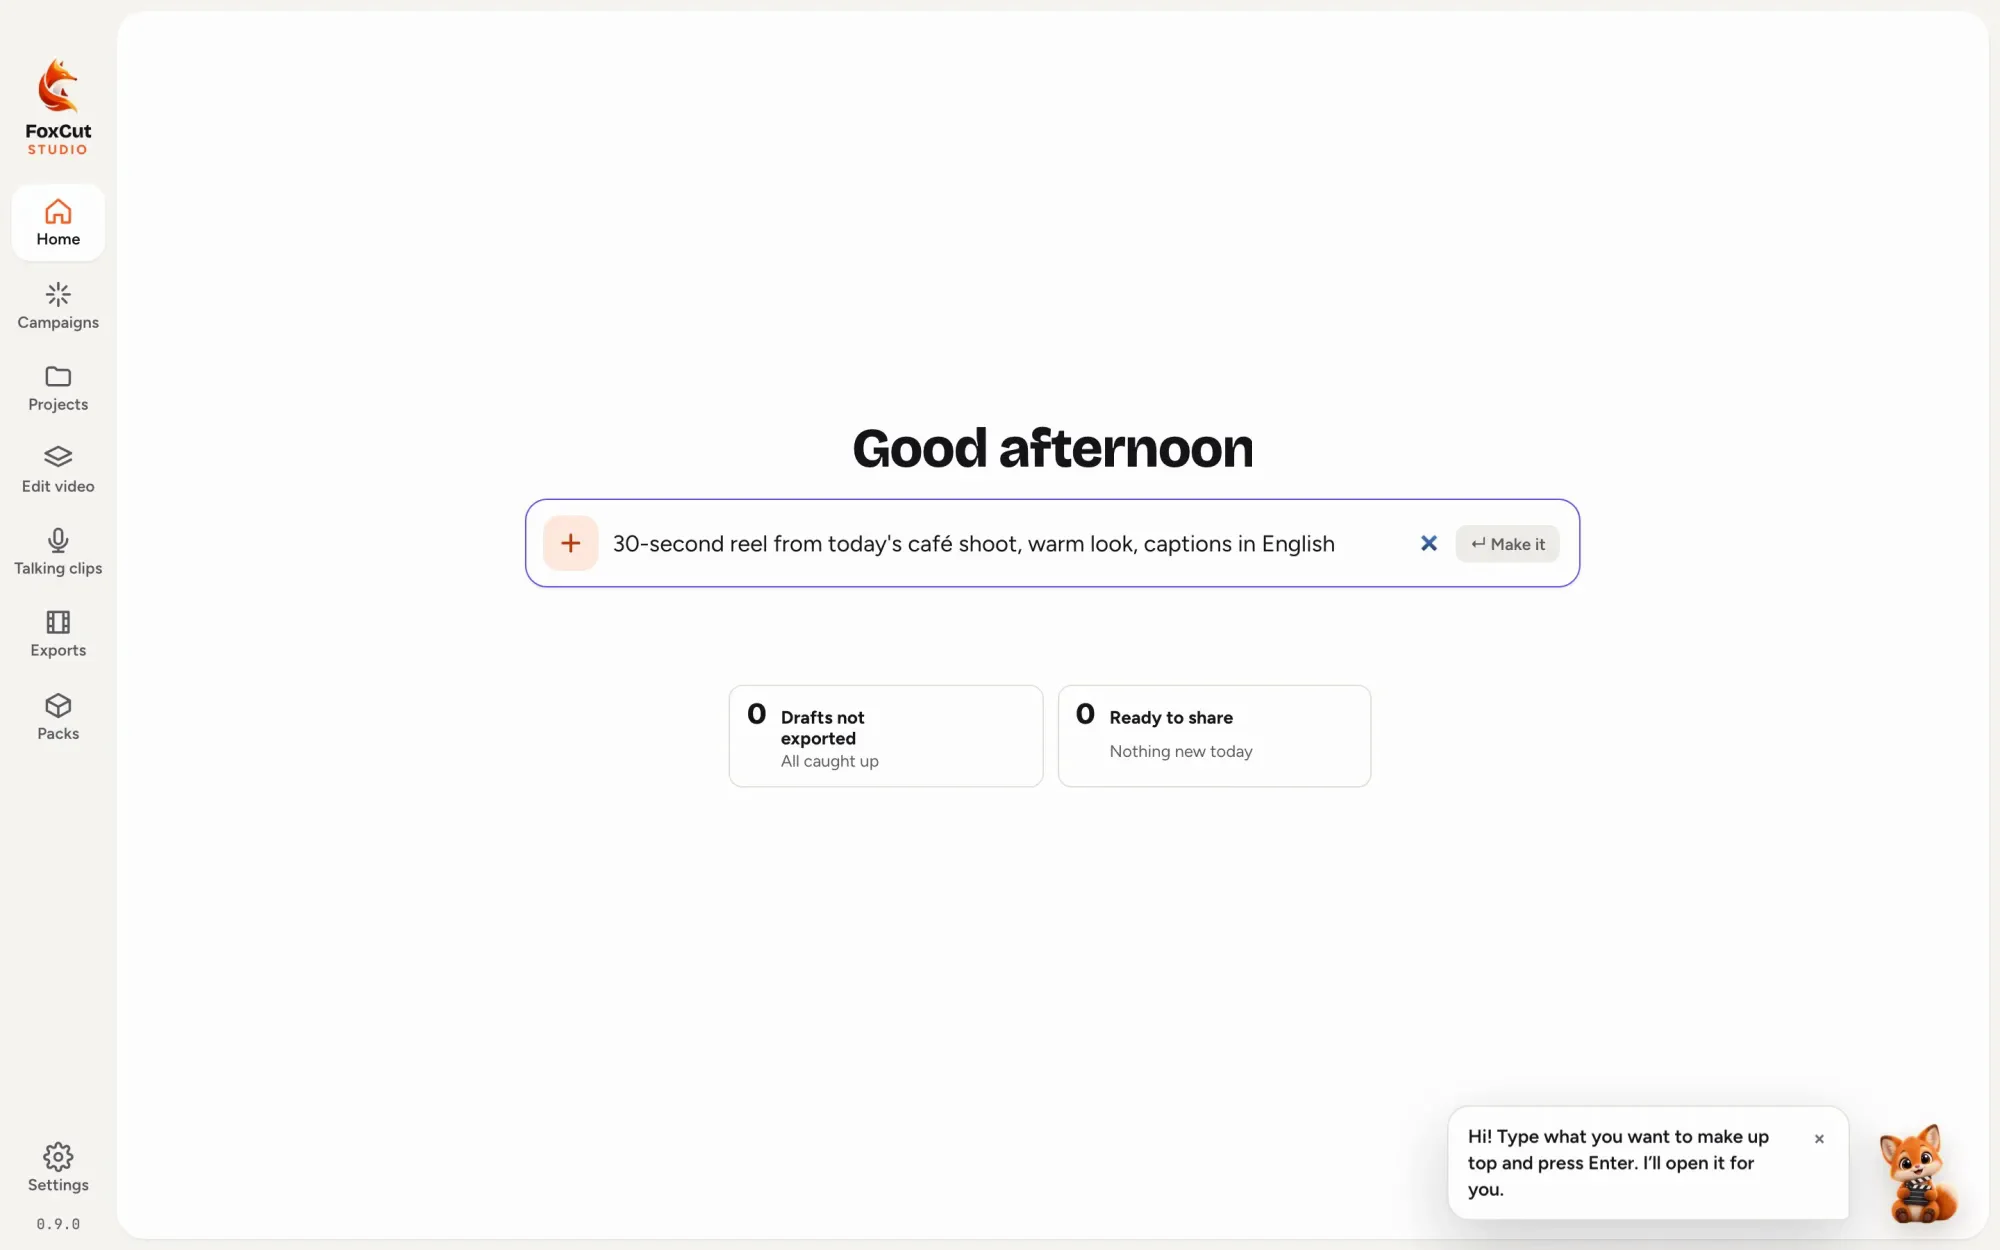 FoxCut
STUDIO
Home
Campaigns
Projects
Edit video
Talking clips
Exports
Packs
Settings
0.9.0
Good afternoon
30-second reel from today's café shoot, warm look, captions in English
Make it
0 Drafts not
exported
All caught up
0 Ready to share
Nothing new today
Hi! Type what you want to make up
top and press Enter. I’ll open it for
you.